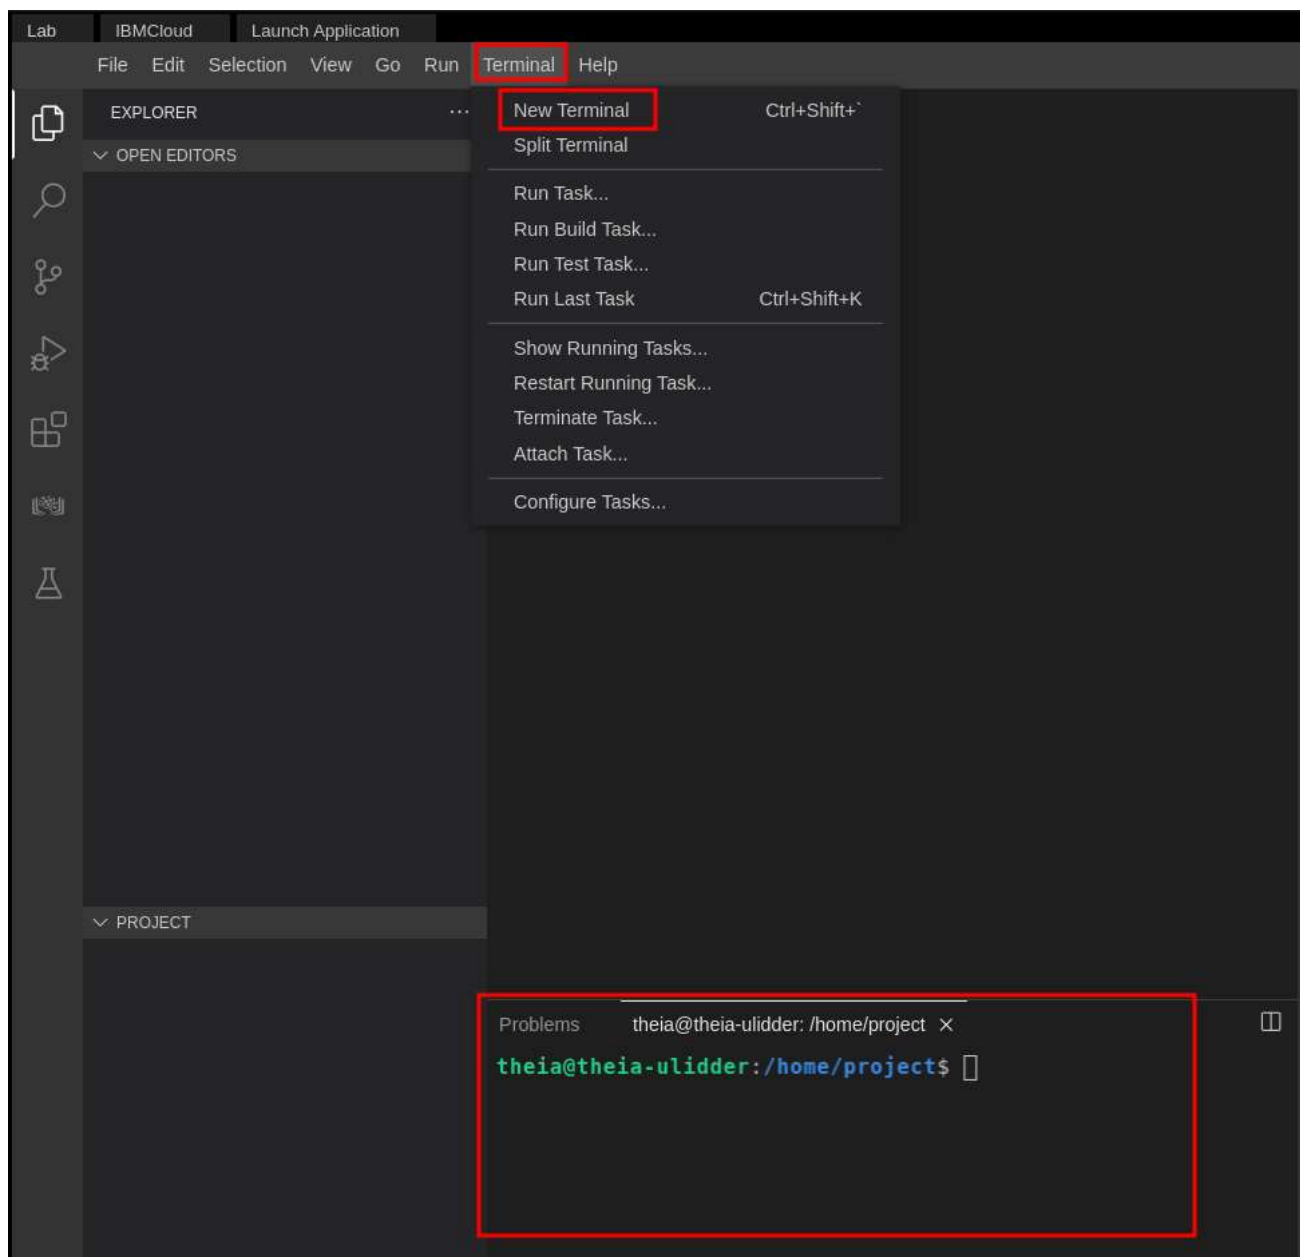 Lab IBMCloud Launch Application
File Edit Selection View Go Run Terminal Help
EXPLORER ...
OPEN EDITORS
New Terminal Ctrl+Shift+`
Split Terminal
Run Task...
Run Build Task...
Run Test Task...
Run Last Task Ctrl+Shift+K
Show Running Tasks...
Restart Running Task...
Terminate Task...
Attach Task...
Configure Tasks...
PROJECT
Problems theia@theia-ulidder: /home/project ×
theia@theia-ulidder:/home/project$